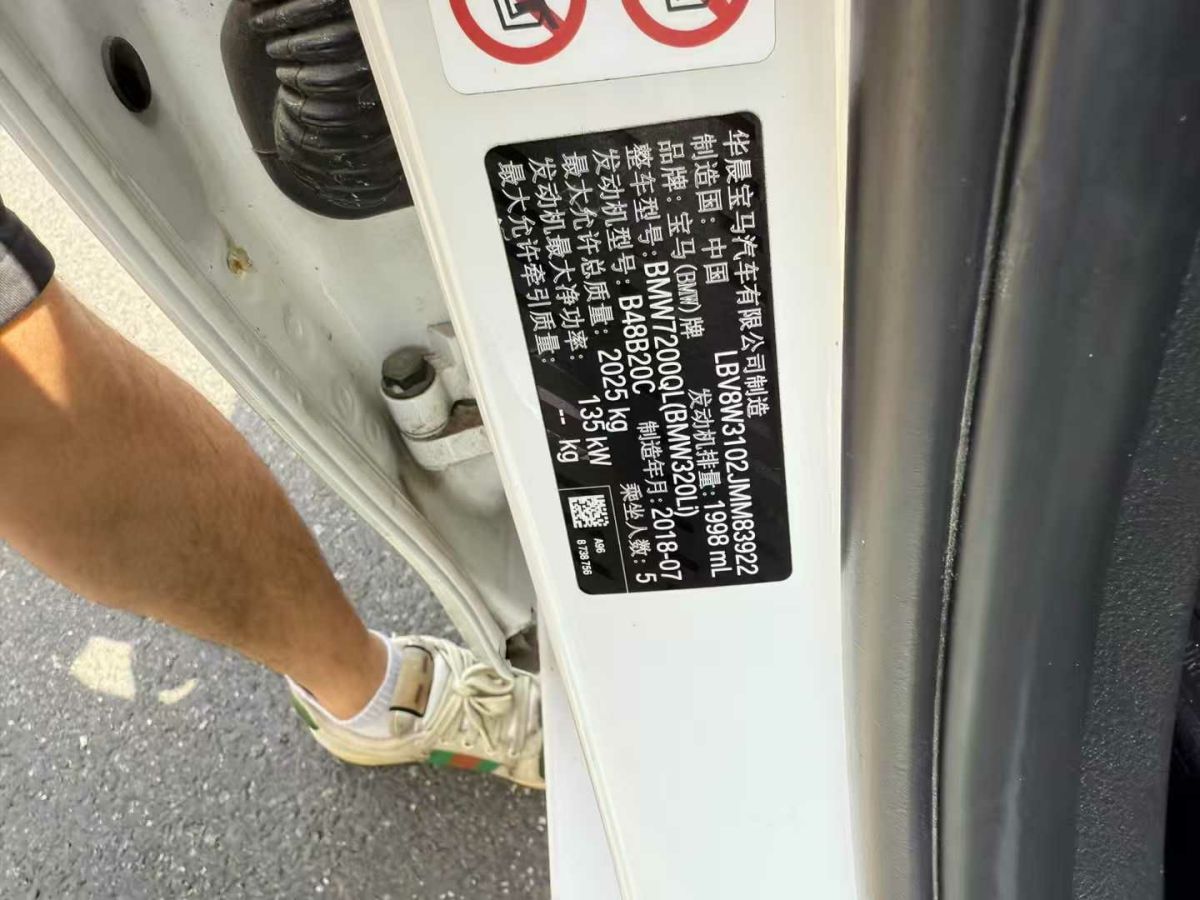 华晨宝马汽车有限公司制造
制造国：中国 LBV8W3102JMM83922
品牌：宝马(BMW)牌 发动机排量：1998 mL
整车型号：BMW7200QL(BMW320Li)
发动机型号：B48B20C 制造年月：2018-07
最大允许总质量：2025 kg 乘坐人数：5
发动机最大净功率：135 kW
最大允许牵引质量：-- kg
A96
8 738 756